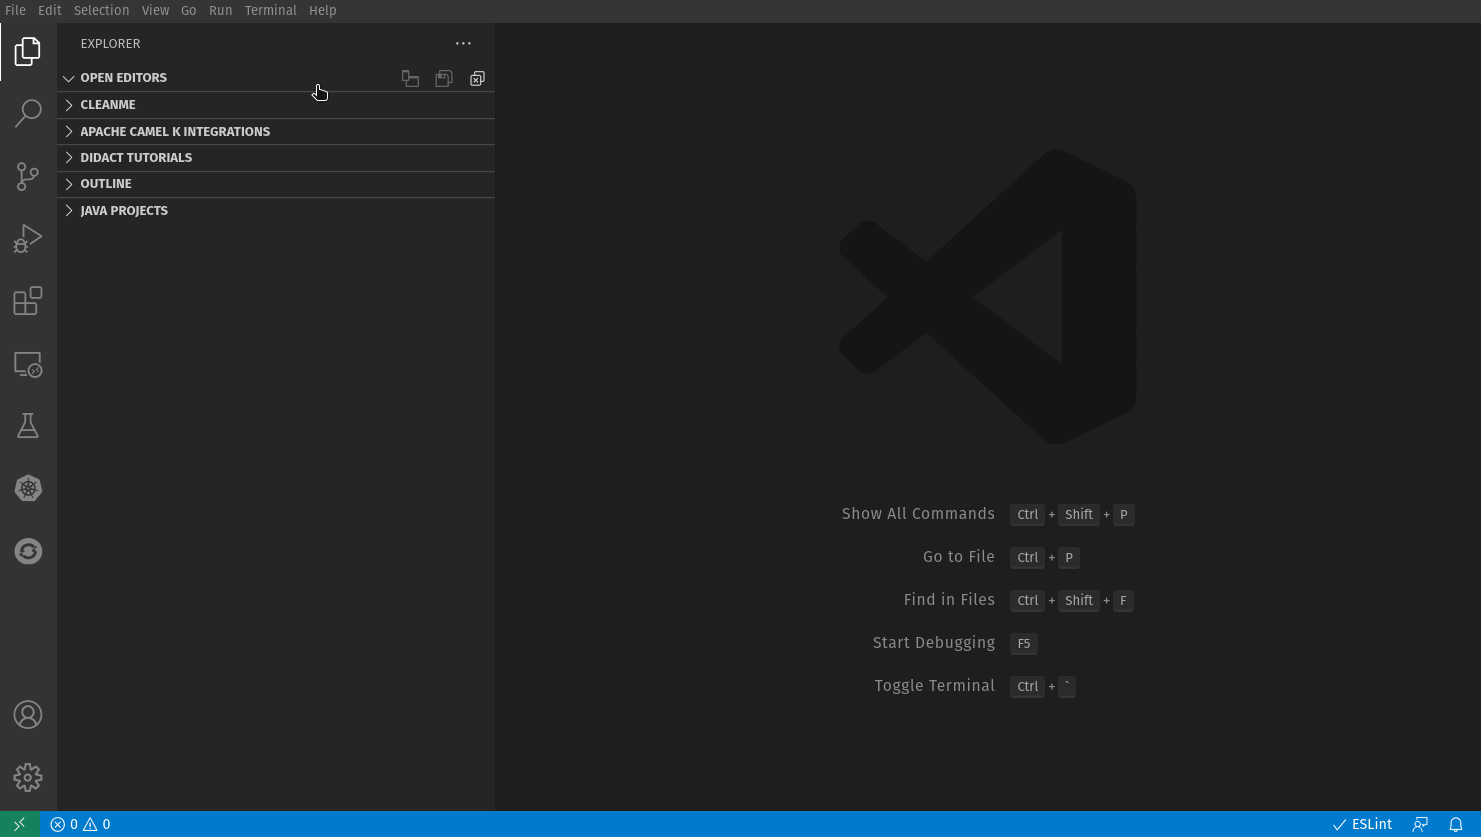 File Edit Selection View Go Run Terminal Help
EXPLORER
OPEN EDITORS
CLEANME
APACHE CAMEL K INTEGRATIONS
DIDACT TUTORIALS
OUTLINE
JAVA PROJECTS
Show All Commands Ctrl + Shift + P
Go to File Ctrl + P
Find in Files Ctrl + Shift + F
Start Debugging F5
Toggle Terminal Ctrl + `
0 0 ESLint